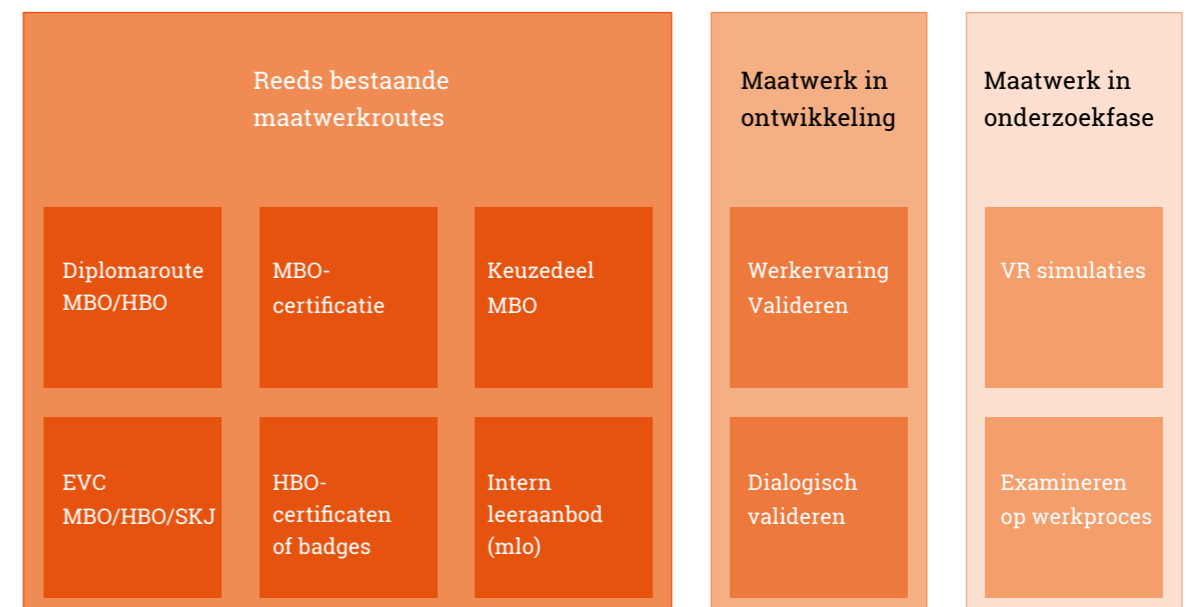 Reeds bestaande
maatwerkroutes
Diplomaroute
MBO/HBO
MBO-
certificatie
Keuzedeel
MBO
EVC
MBO/HBO/SKJ
HBO-
certificaten
of badges
Intern
leeraanbod
(mlo)
Maatwerk in
ontwikkeling
Werkervaring
Valideren
Dialogisch
valideren
Maatwerk in
onderzoekfase
VR simulaties
Examineren
op werkproces